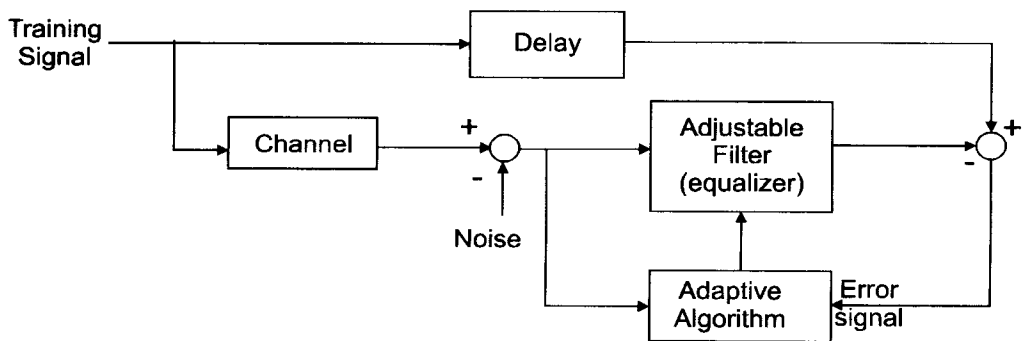 Training
Signal
Delay
Channel
+
-
Noise
Adjustable
Filter
(equalizer)
+
-
Adaptive
Algorithm
Error
signal